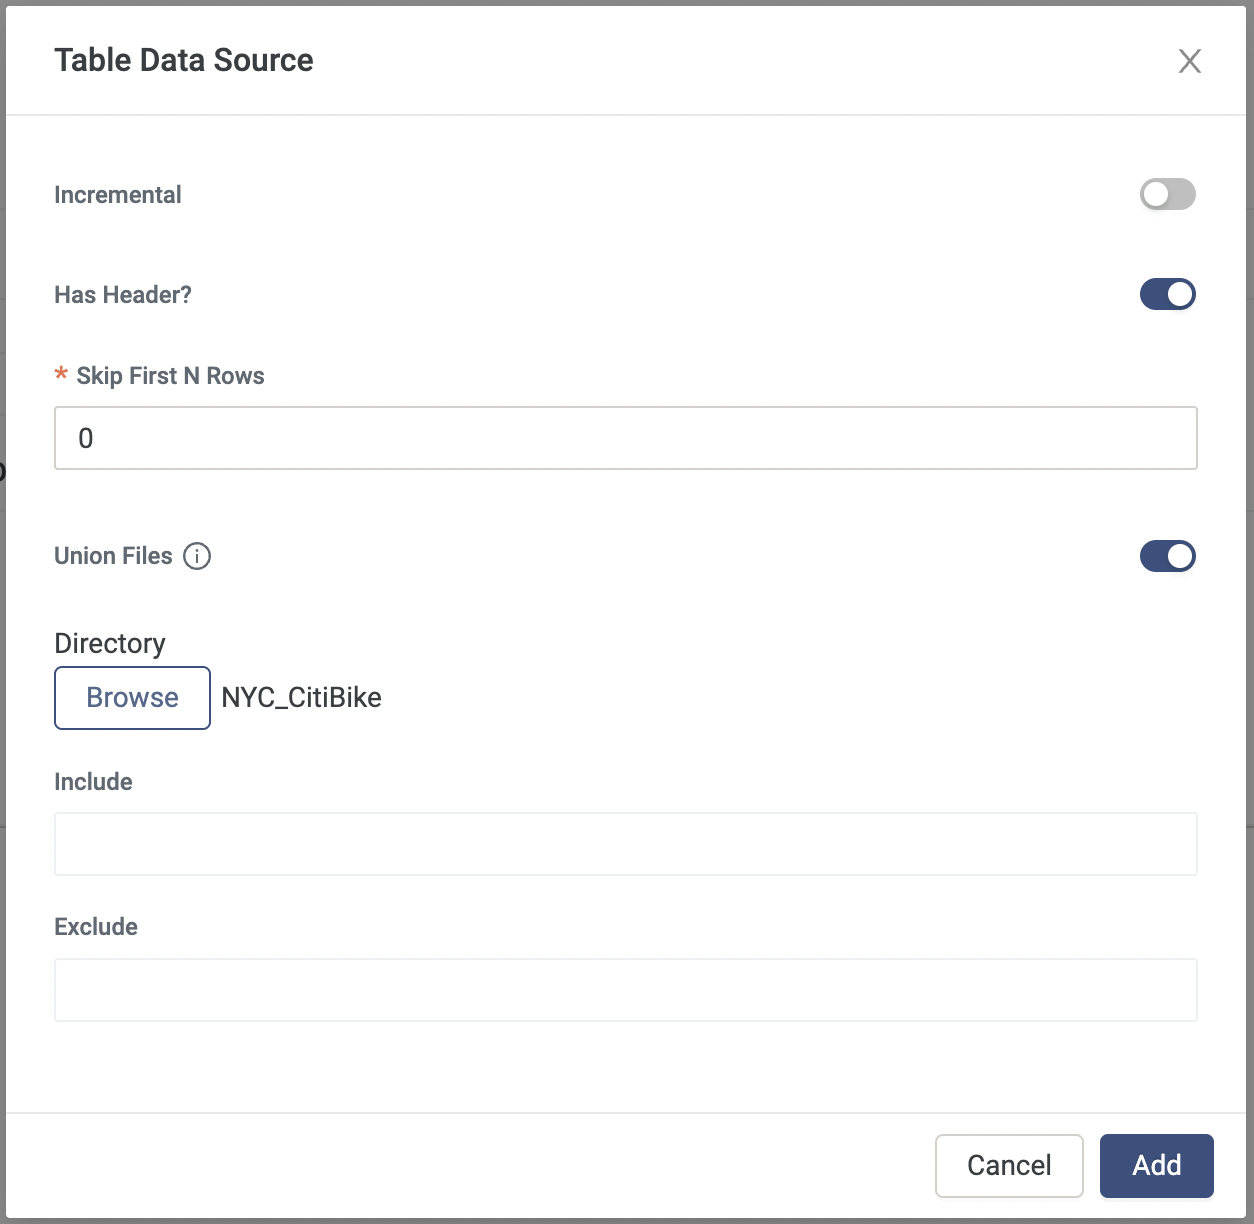 Table Data Source
X
Incremental
Has Header?
* Skip First N Rows
0
Union Files
Directory
Browse NYC_CitiBike
Include
Exclude
Cancel Add